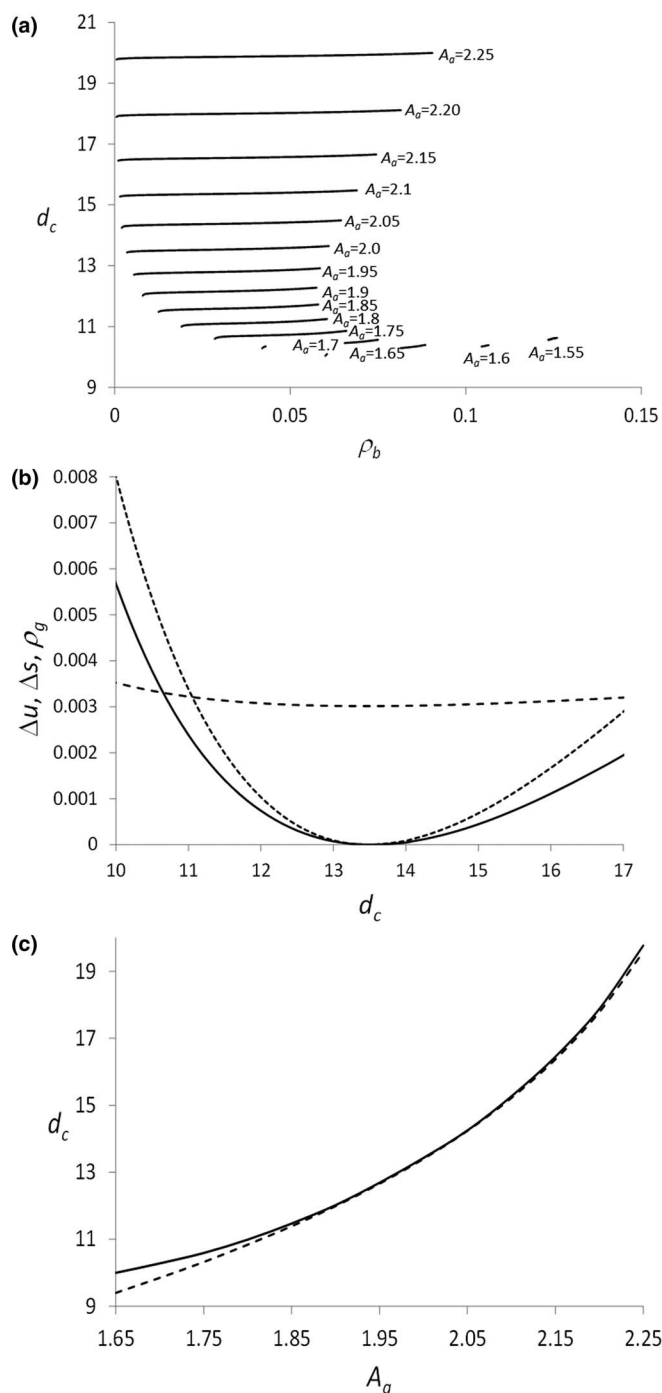 (a)
21
19
17
15
13
11
9
d_c
A_a=2.25
A_a=2.20
A_a=2.15
A_a=2.1
A_a=2.05
A_a=2.0
A_a=1.95
A_a=1.9
A_a=1.85
A_a=1.8
A_a=1.75
A_a=1.7
A_a=1.65
A_a=1.6
A_a=1.55
0 0.05 0.1 0.15
ρ_b
(b)
0.008
0.007
0.006
0.005
0.004
0.003
0.002
0.001
0
Δu, Δs, ρ_g
10 11 12 13 14 15 16 17
d_c
(c)
19
17
15
13
11
9
d_c
1.65 1.75 1.85 1.95 2.05 2.15 2.25
A_a